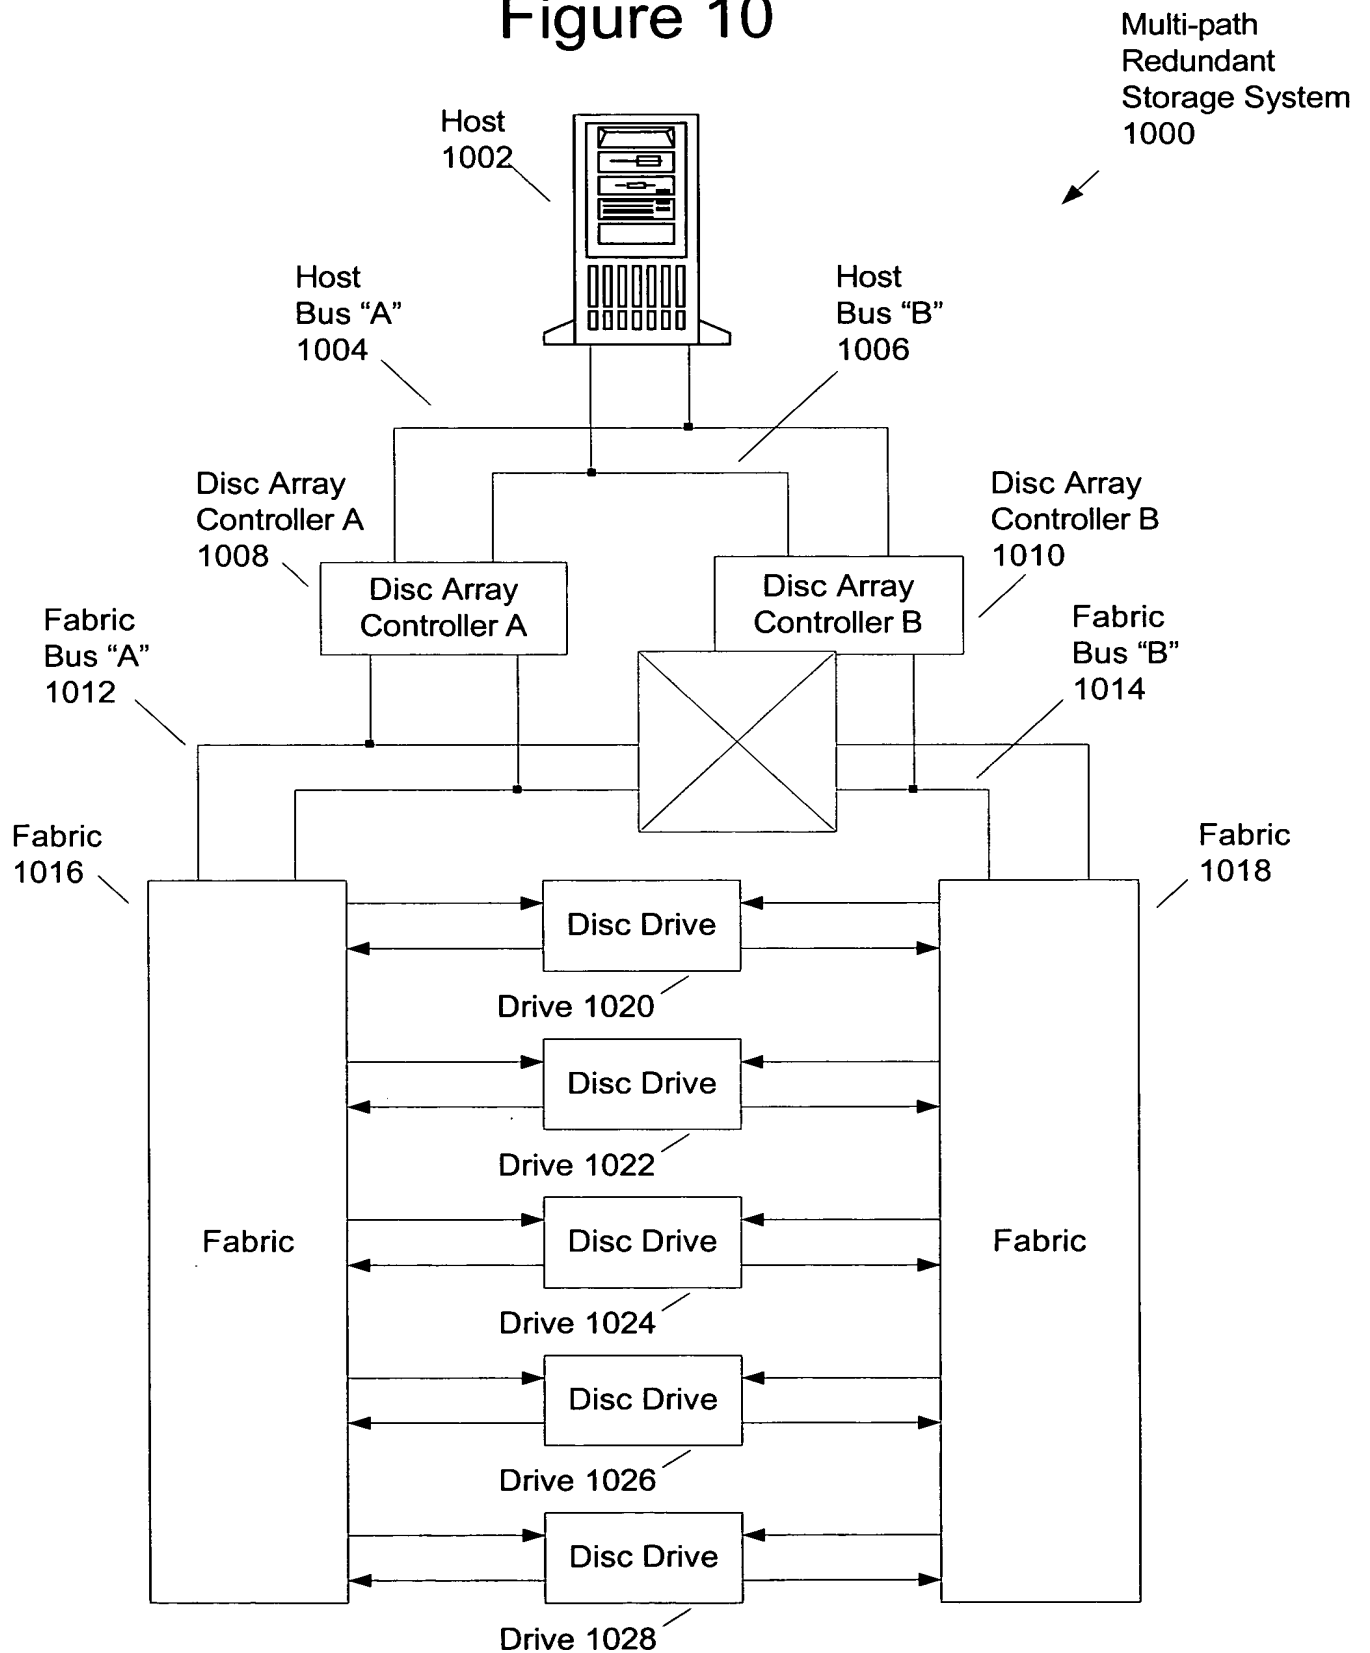 Figure 10
Multi-path
Redundant
Storage System
1000
Host
1002
Host
Bus “A”
1004
Host
Bus “B”
1006
Disc Array
Controller A
1008
Disc Array
Controller B
1010
Disc Array
Controller A
Disc Array
Controller B
Fabric
Bus “A”
1012
Fabric
Bus “B”
1014
Fabric
1016
Fabric
1018
Disc Drive
Drive 1020
Disc Drive
Drive 1022
Fabric
Disc Drive
Fabric
Drive 1024
Disc Drive
Drive 1026
Disc Drive
Drive 1028